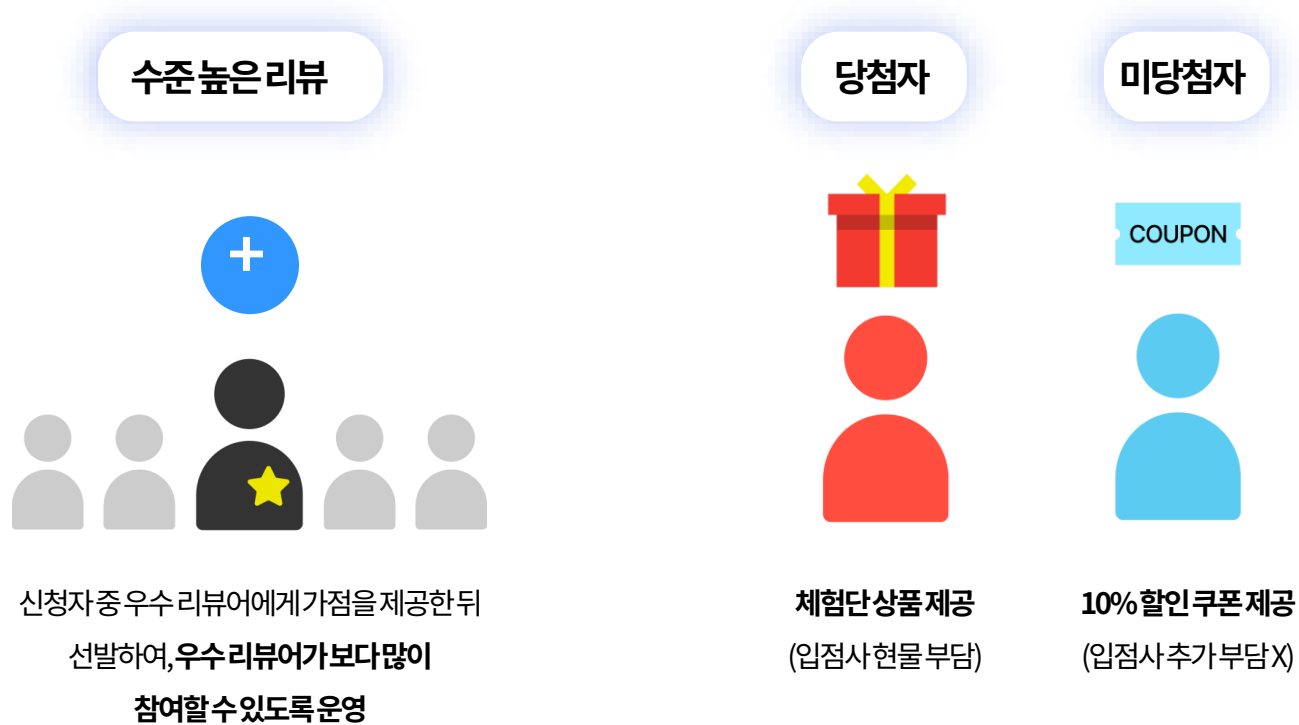 수준 높은 리뷰
+
신청자 중 우수 리뷰어에게 가점을 제공한 뒤
선발하여, 우수 리뷰어가 보다 많이
참여할 수 있도록 운영
당첨자
체험단 상품 제공
(입점사 현물 부담)
미당첨자
COUPON
10% 할인 쿠폰 제공
(입점사 추가 부담 X)